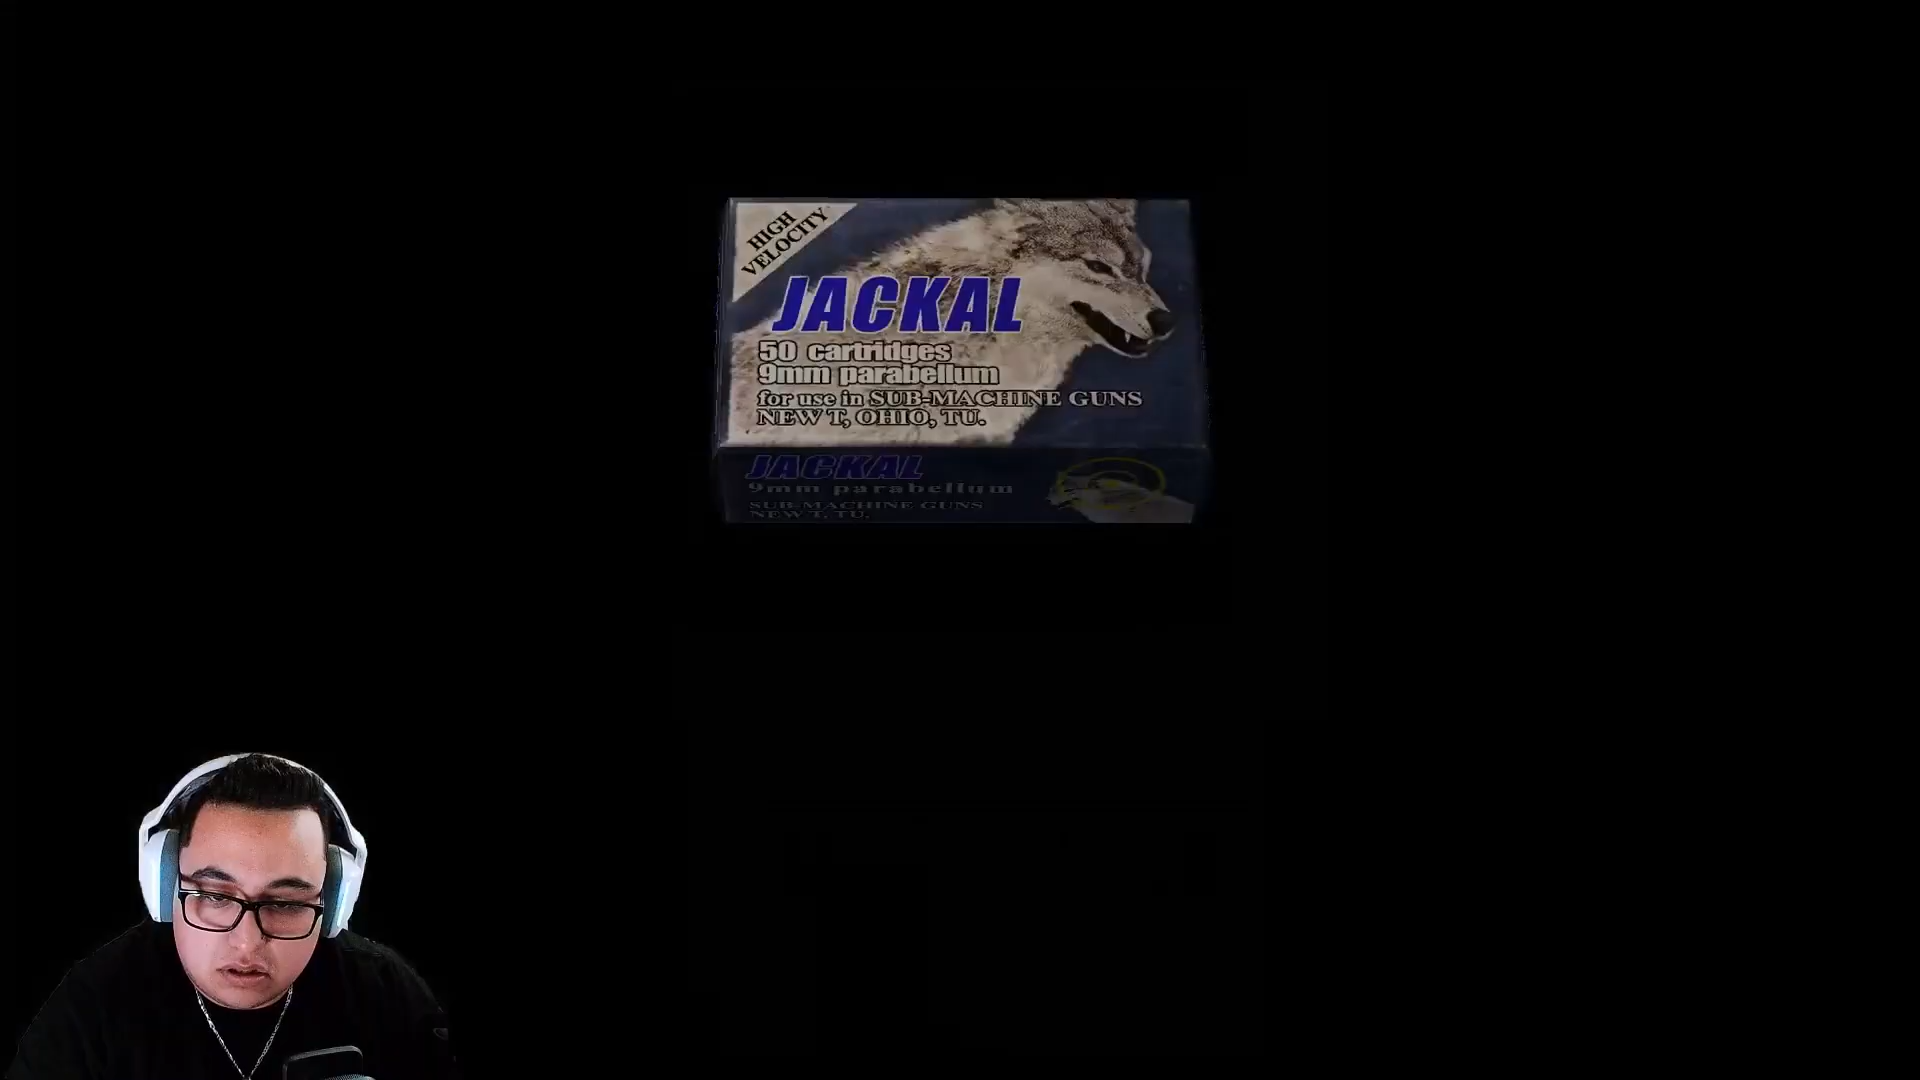 HIGH
VELOCITY
JACKAL
50 cartridges
9mm parabellum
for use in SUB-MACHINE GUNS
NEW T, OHIO, TU.
JACKAL
9mm parabellum
SUB-MACHINE GUNS
NEW T, TU.